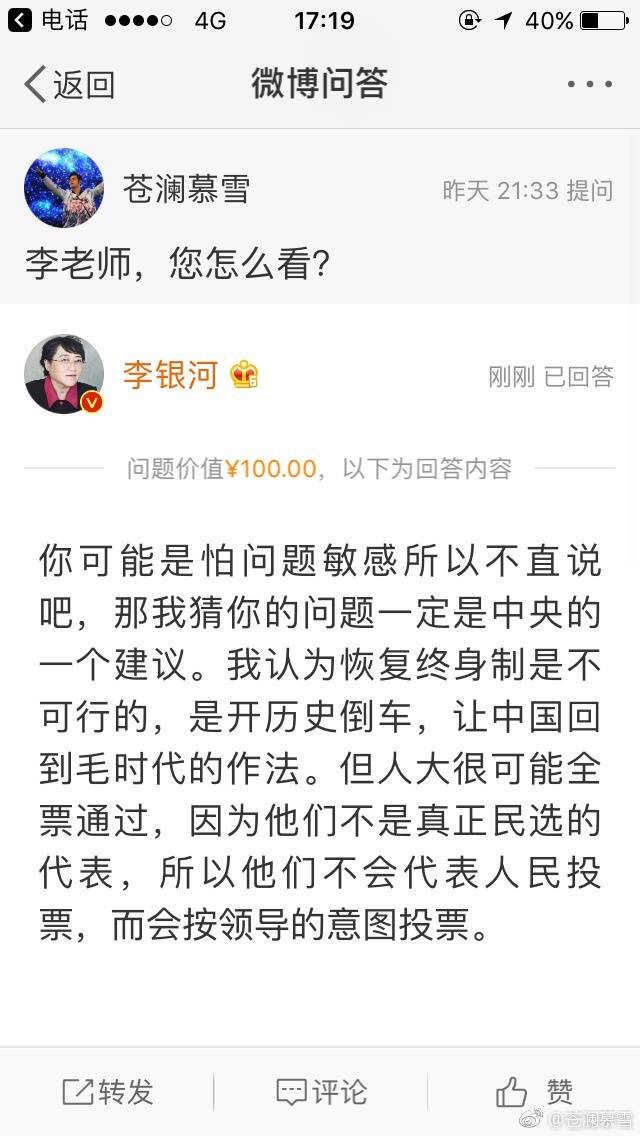 电话 4G 17:19 40%
返回 微博问答
苍澜慕雪 昨天 21:33 提问
李老师，您怎么看？
李银河 刚刚 已回答
问题价值¥100.00，以下为回答内容
你可能是怕问题敏感所以不直说
吧，那我猜你的问题一定是中央的
一个建议。我认为恢复终身制是不
可行的，是开历史倒车，让中国回
到毛时代的作法。但人大很可能全
票通过，因为他们不是真正民选的
代表，所以他们不会代表人民投
票，而会按领导的意图投票。
转发 评论 赞
@苍澜慕雪